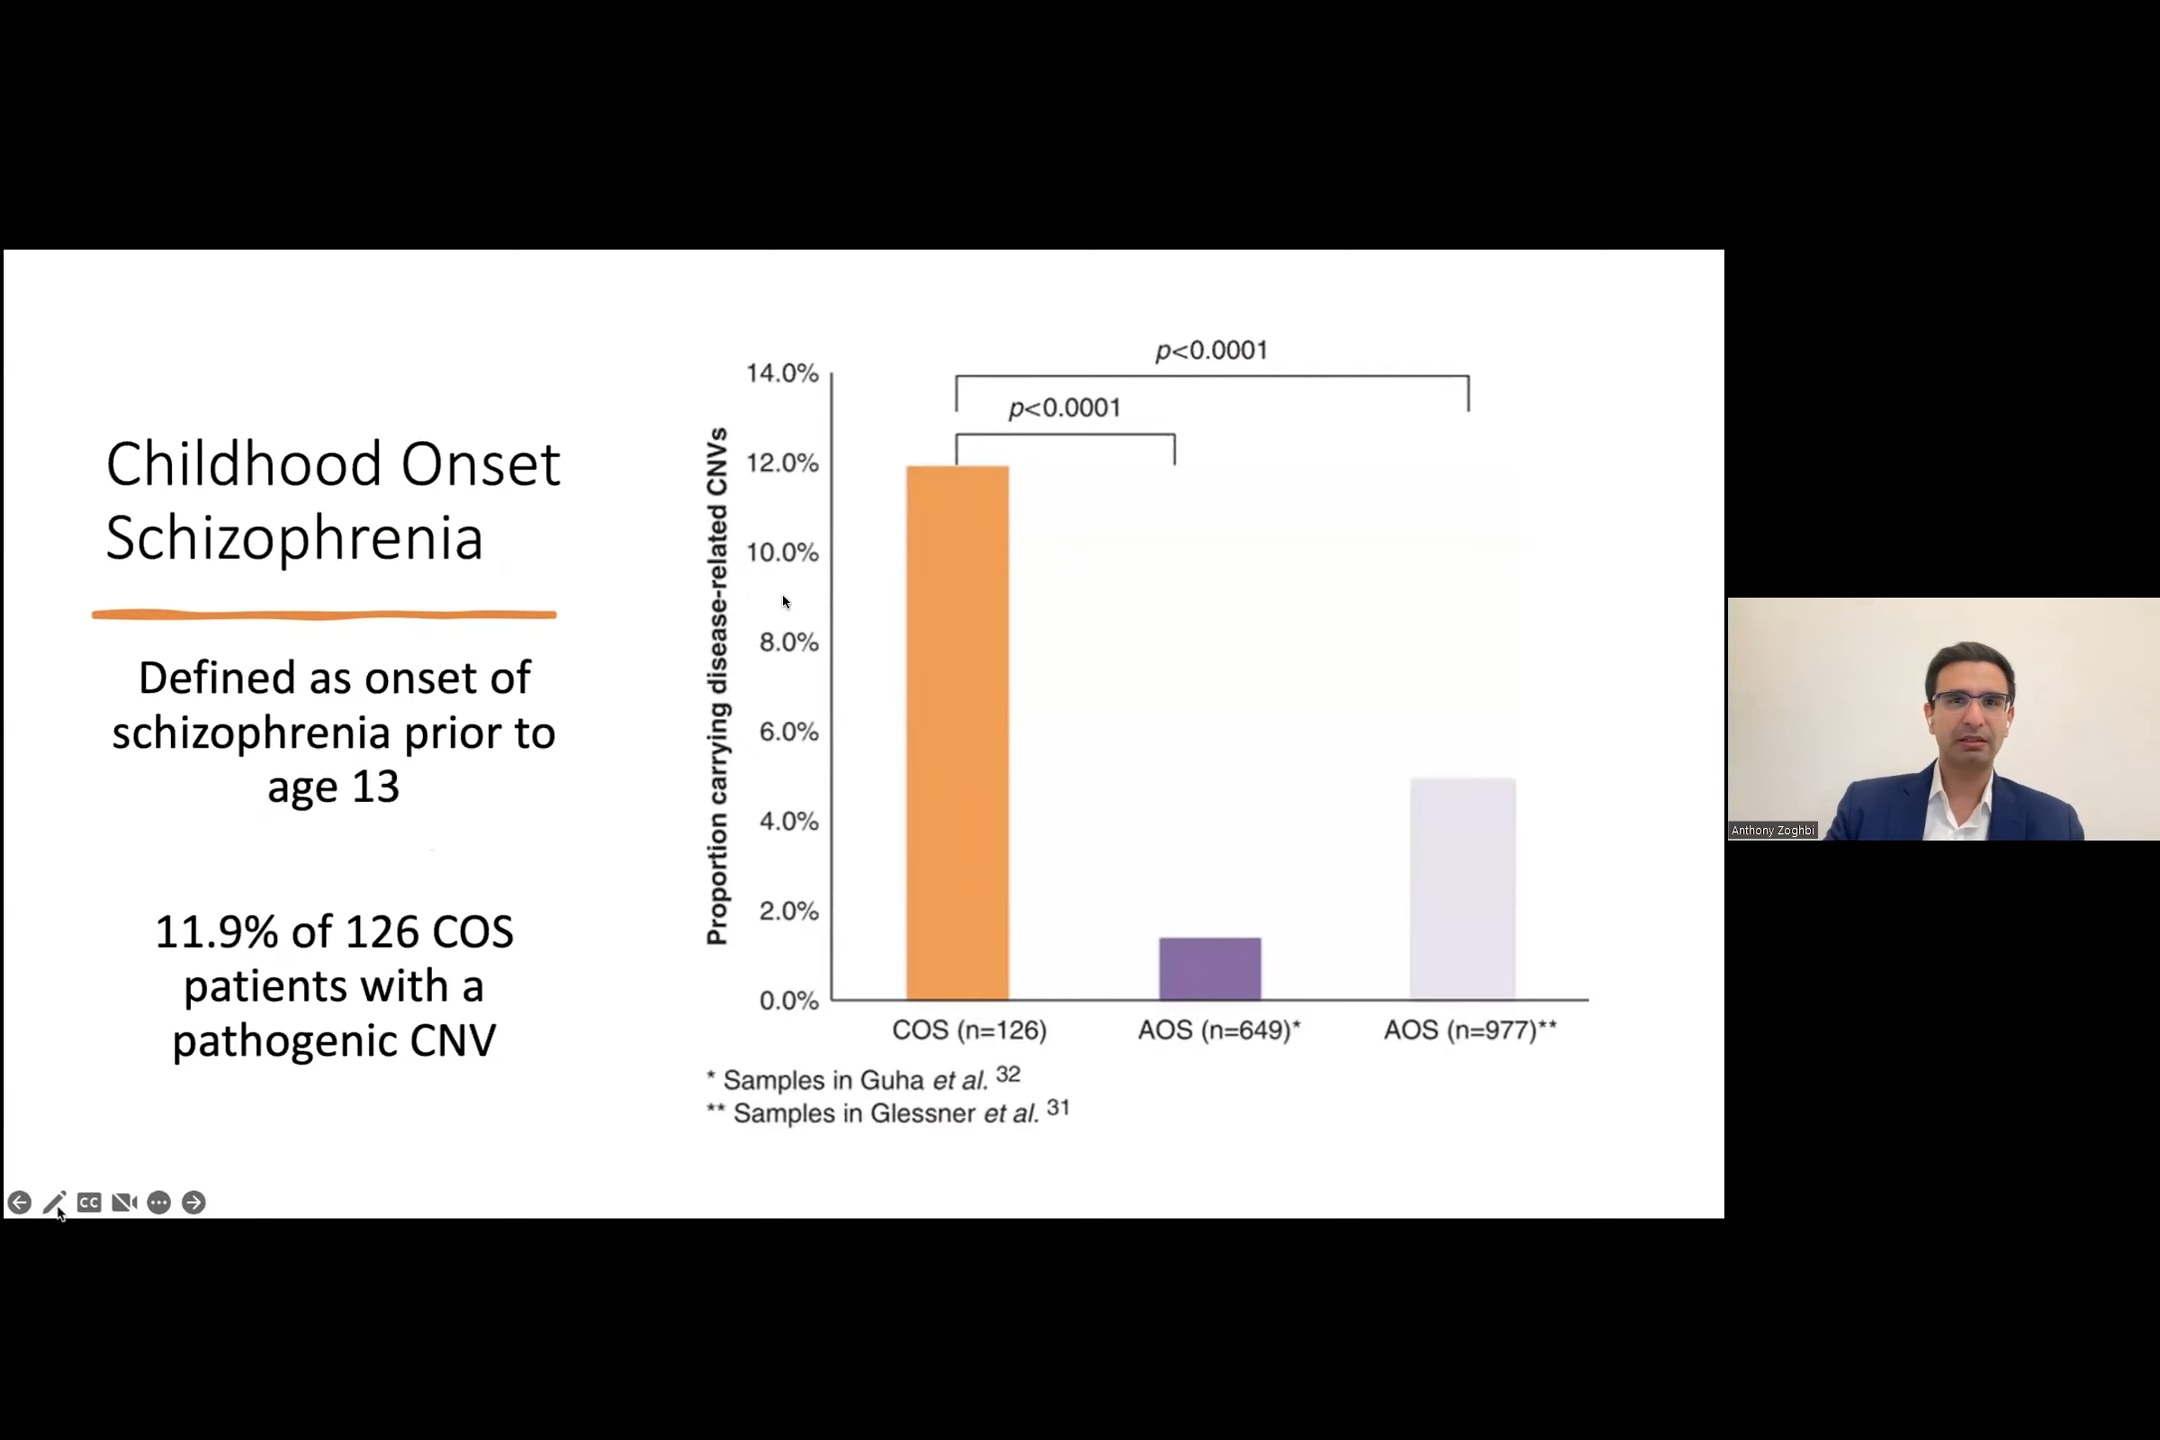 Childhood Onset
Schizophrenia
Defined as onset of
schizophrenia prior to
age 13
11.9% of 126 COS
patients with a
pathogenic CNV
p<0.0001
p<0.0001
Proportion carrying disease-related CNVs
14.0%
12.0%
10.0%
8.0%
6.0%
4.0%
2.0%
0.0%
COS (n=126)
AOS (n=649)*
AOS (n=977)**
* Samples in Guha et al. 32
** Samples in Glessner et al. 31
CC
Anthony Zoghbi